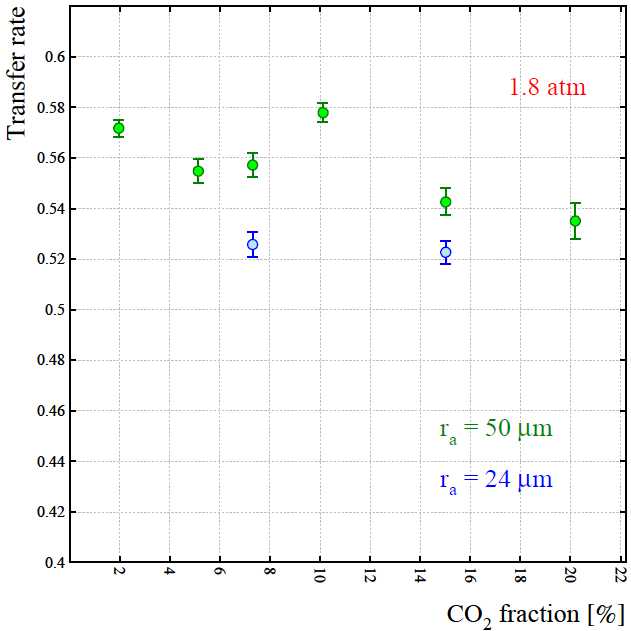 Transfer rate
0.6
0.58
0.56
0.54
0.52
0.5
0.48
0.46
0.44
0.42
0.4
1.8 atm
rₐ = 50 μm
rₐ = 24 μm
2 4 6 8 10 12 14 16 18 20 22
CO₂ fraction [%]